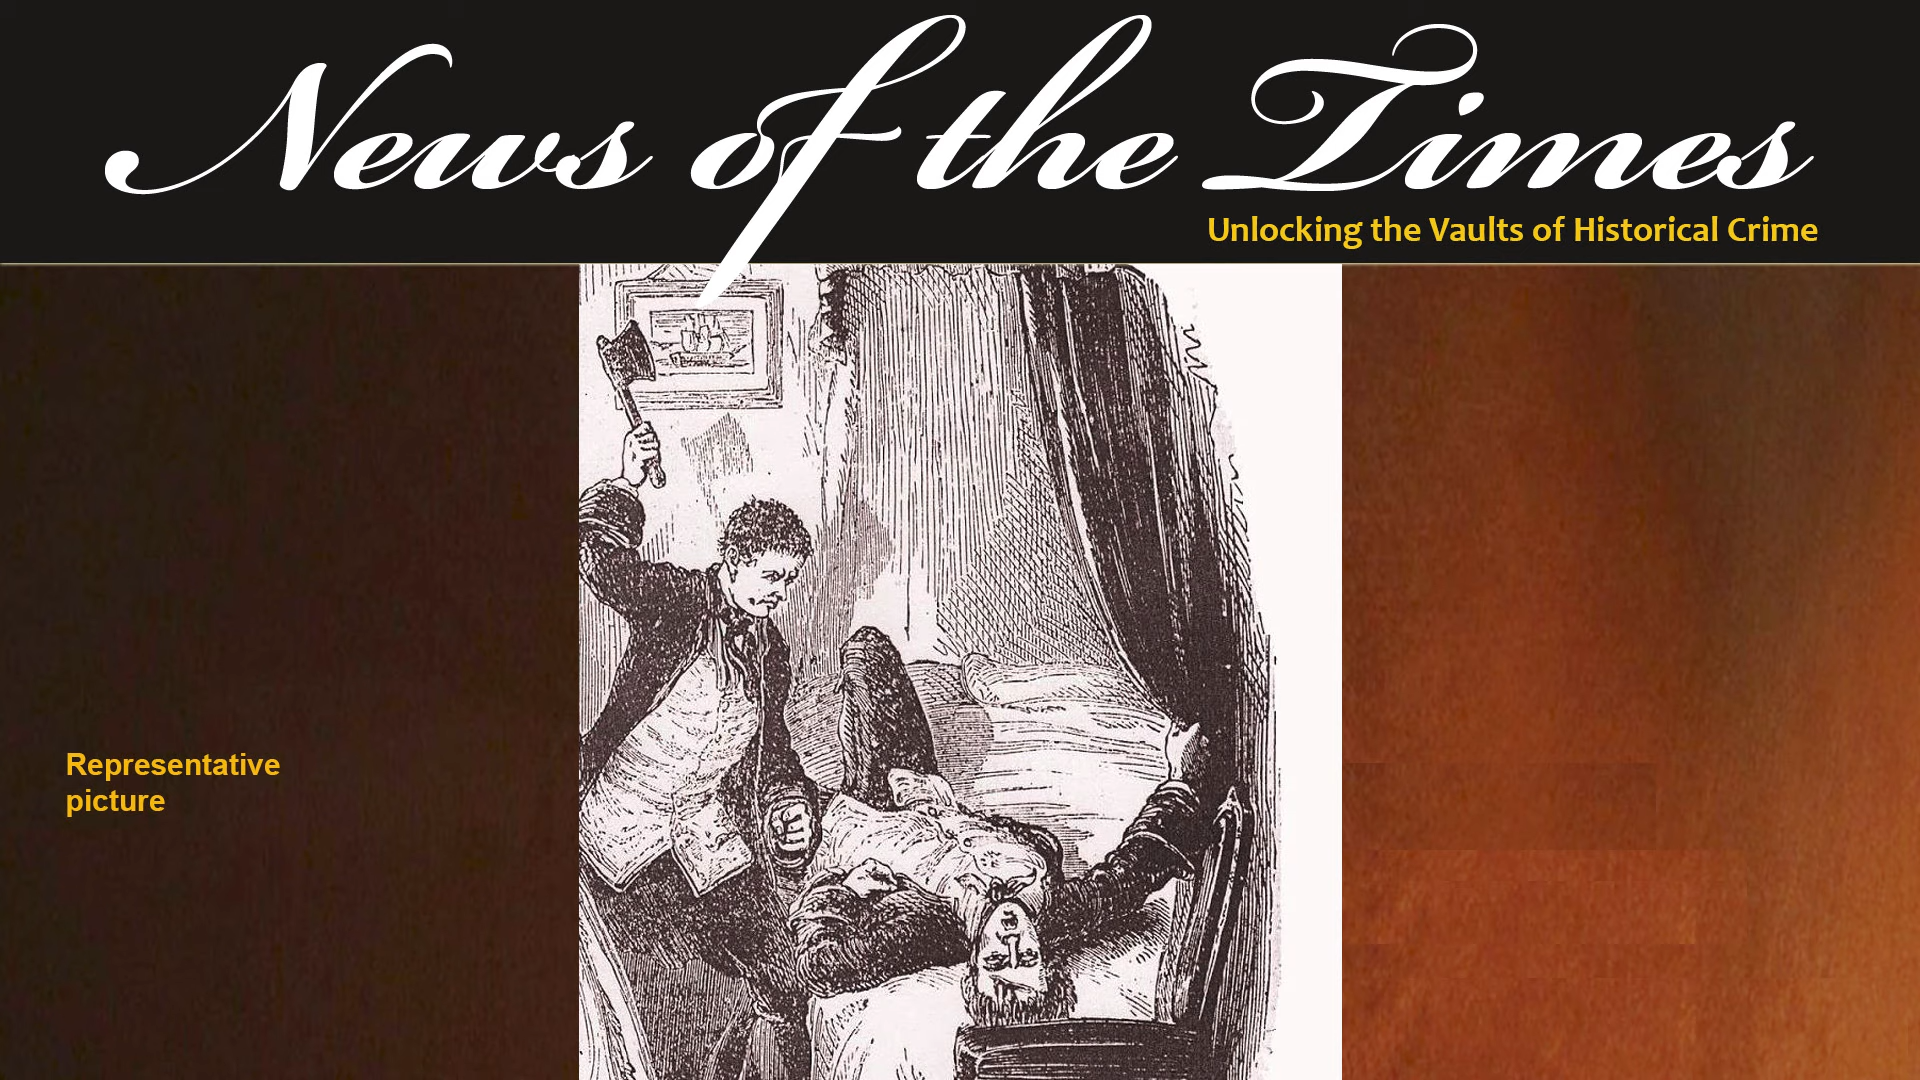 News of the Times
Unlocking the Vaults of Historical Crime
Representative
picture